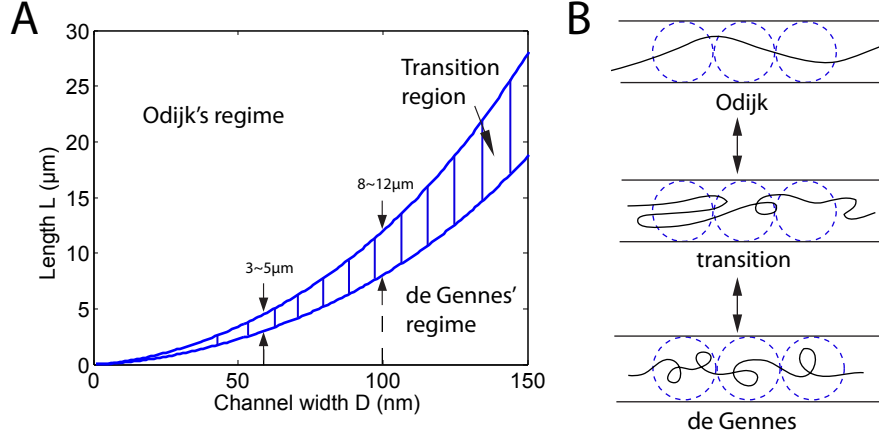 A
30
25
20
15
10
5
0
Length L (µm)
0
50
100
150
Channel width D (nm)
Odijk's regime
Transition
region
8~12µm
3~5µm
de Gennes'
regime
B
Odijk
transition
de Gennes